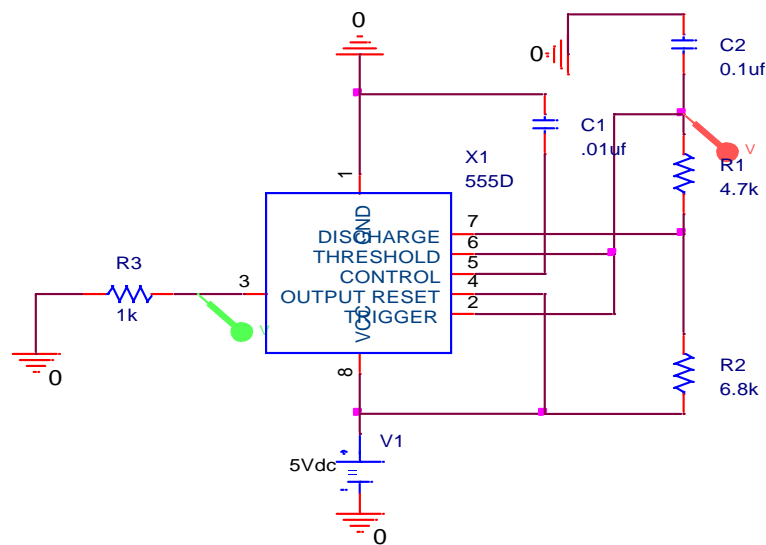 0
0
C2
0.1uf
C1
.01uf
V
X1
555D
R1
4.7k
1
GND
7
DISCHARGE
6
THRESHOLD
5
CONTROL
R3
3
4
OUTPUT RESET
1k
2
TRIGGER
V
VCC
0
8
R2
6.8k
V1
5Vdc
0